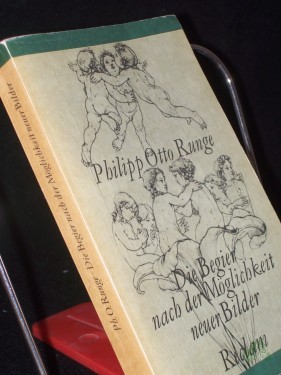 Philipp Otto Runge
Die Begier
nach der Möglichkeit
neuer Bilder
Reclam
Ph. O. Runge · Die Begier nach der Möglichkeit neuer Bilder